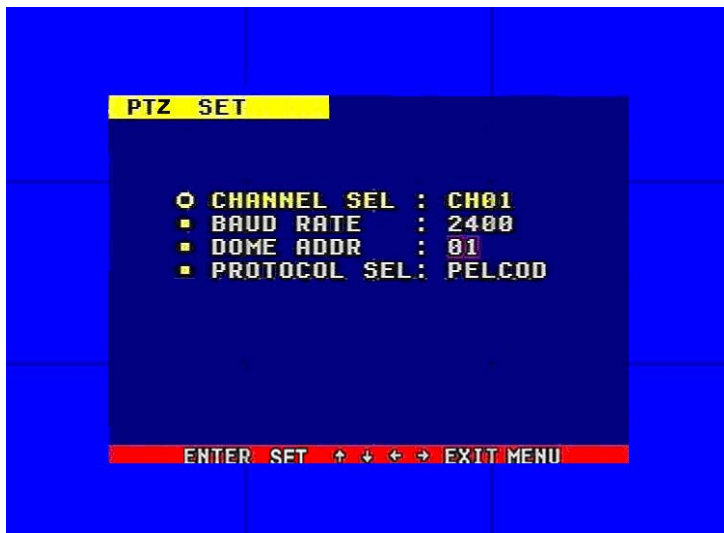 PTZ SET
CHANNEL SEL : CH01
BAUD RATE : 2400
DOME ADDR : 01
PROTOCOL SEL: PELCOD
ENTER SET ↑ ↓ ← → EXIT MENU